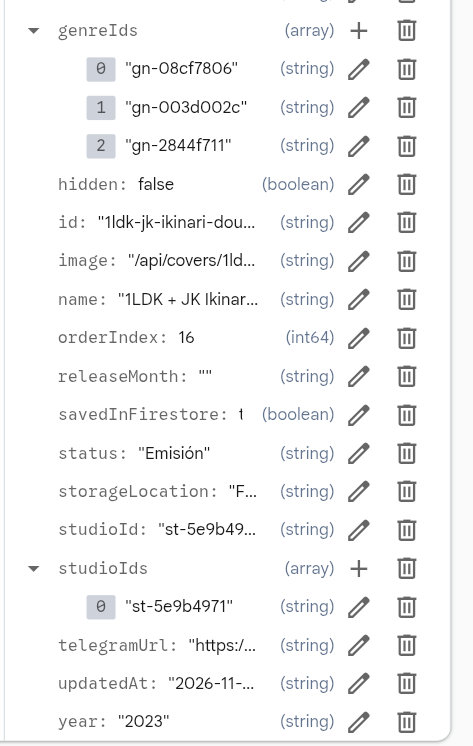 genreIds (array)
0 "gn-08cf7806" (string)
1 "gn-003d002c" (string)
2 "gn-2844f711" (string)
hidden: false (boolean)
id: "1ldk-jk-ikinari-dou... (string)
image: "/api/covers/1ld... (string)
name: "1LDK + JK Ikinar... (string)
orderIndex: 16 (int64)
releaseMonth: "" (string)
savedInFirestore: t (boolean)
status: "Emisión" (string)
storageLocation: "F... (string)
studioId: "st-5e9b49... (string)
studioIds (array)
0 "st-5e9b4971" (string)
telegramUrl: "https:/... (string)
updatedAt: "2026-11-... (string)
year: "2023" (string)